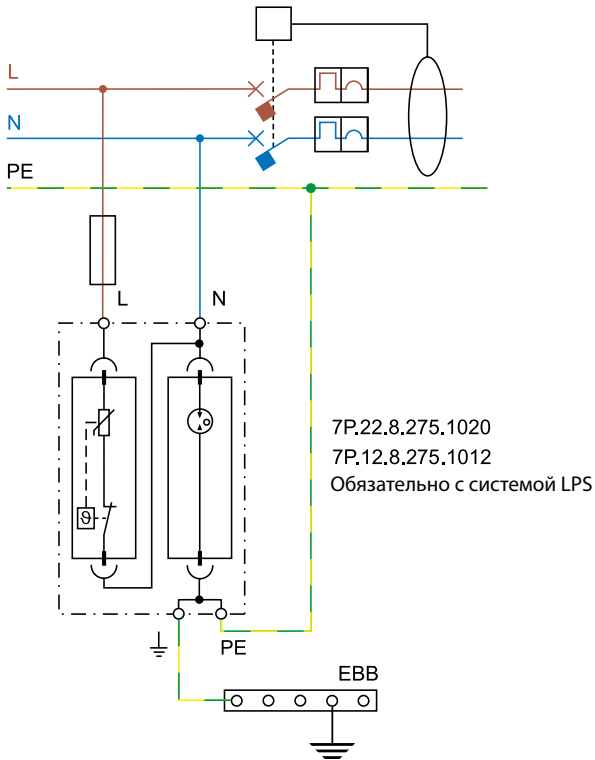 L
N
PE
L
N
ϑ
7P.22.8.275.1020
7P.12.8.275.1012
Обязательно с системой LPS
PE
EBB